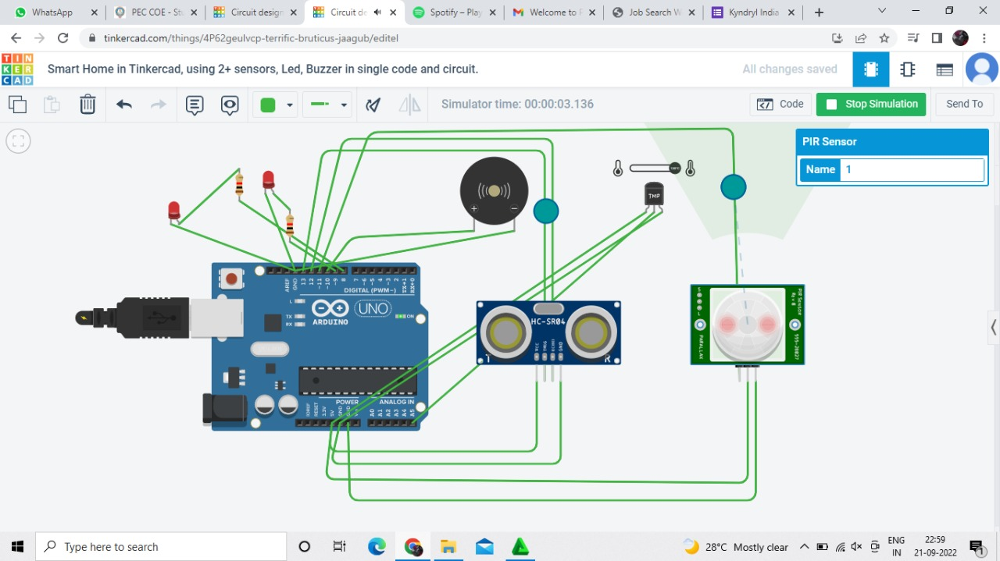 WhatsApp
PEC COE - Stu
Circuit design
Circuit de
Spotify – Play
Welcome to P
Job Search W
Kyndryl India
tinkercad.com/things/4P62geulvcp-terrific-bruticus-jaagub/editel
TINKERCAD
Smart Home in Tinkercad, using 2+ sensors, Led, Buzzer in single code and circuit.
All changes saved
Simulator time: 00:00:03.136
Code
Stop Simulation
Send To
PIR Sensor
Name 1
TMP
AREF GND 13 12 ~11 ~10 ~9 8 7 ~6 ~5 4 ~3 2 TX→1 RX←0
DIGITAL (PWM~)
L
TX
RX
ARDUINO
UNO
ON
HC-SR04
VCC TRIG ECHO GND
T
R
PIR Sensor
Rev B
555-28027
PARALLAX
POWER
ANALOG IN
IOREF RESET 3.3V 5V GND
A0 A1 A2 A3 A4 A5
Type here to search
28°C Mostly clear
ENG
IN
22:59
21-09-2022
1